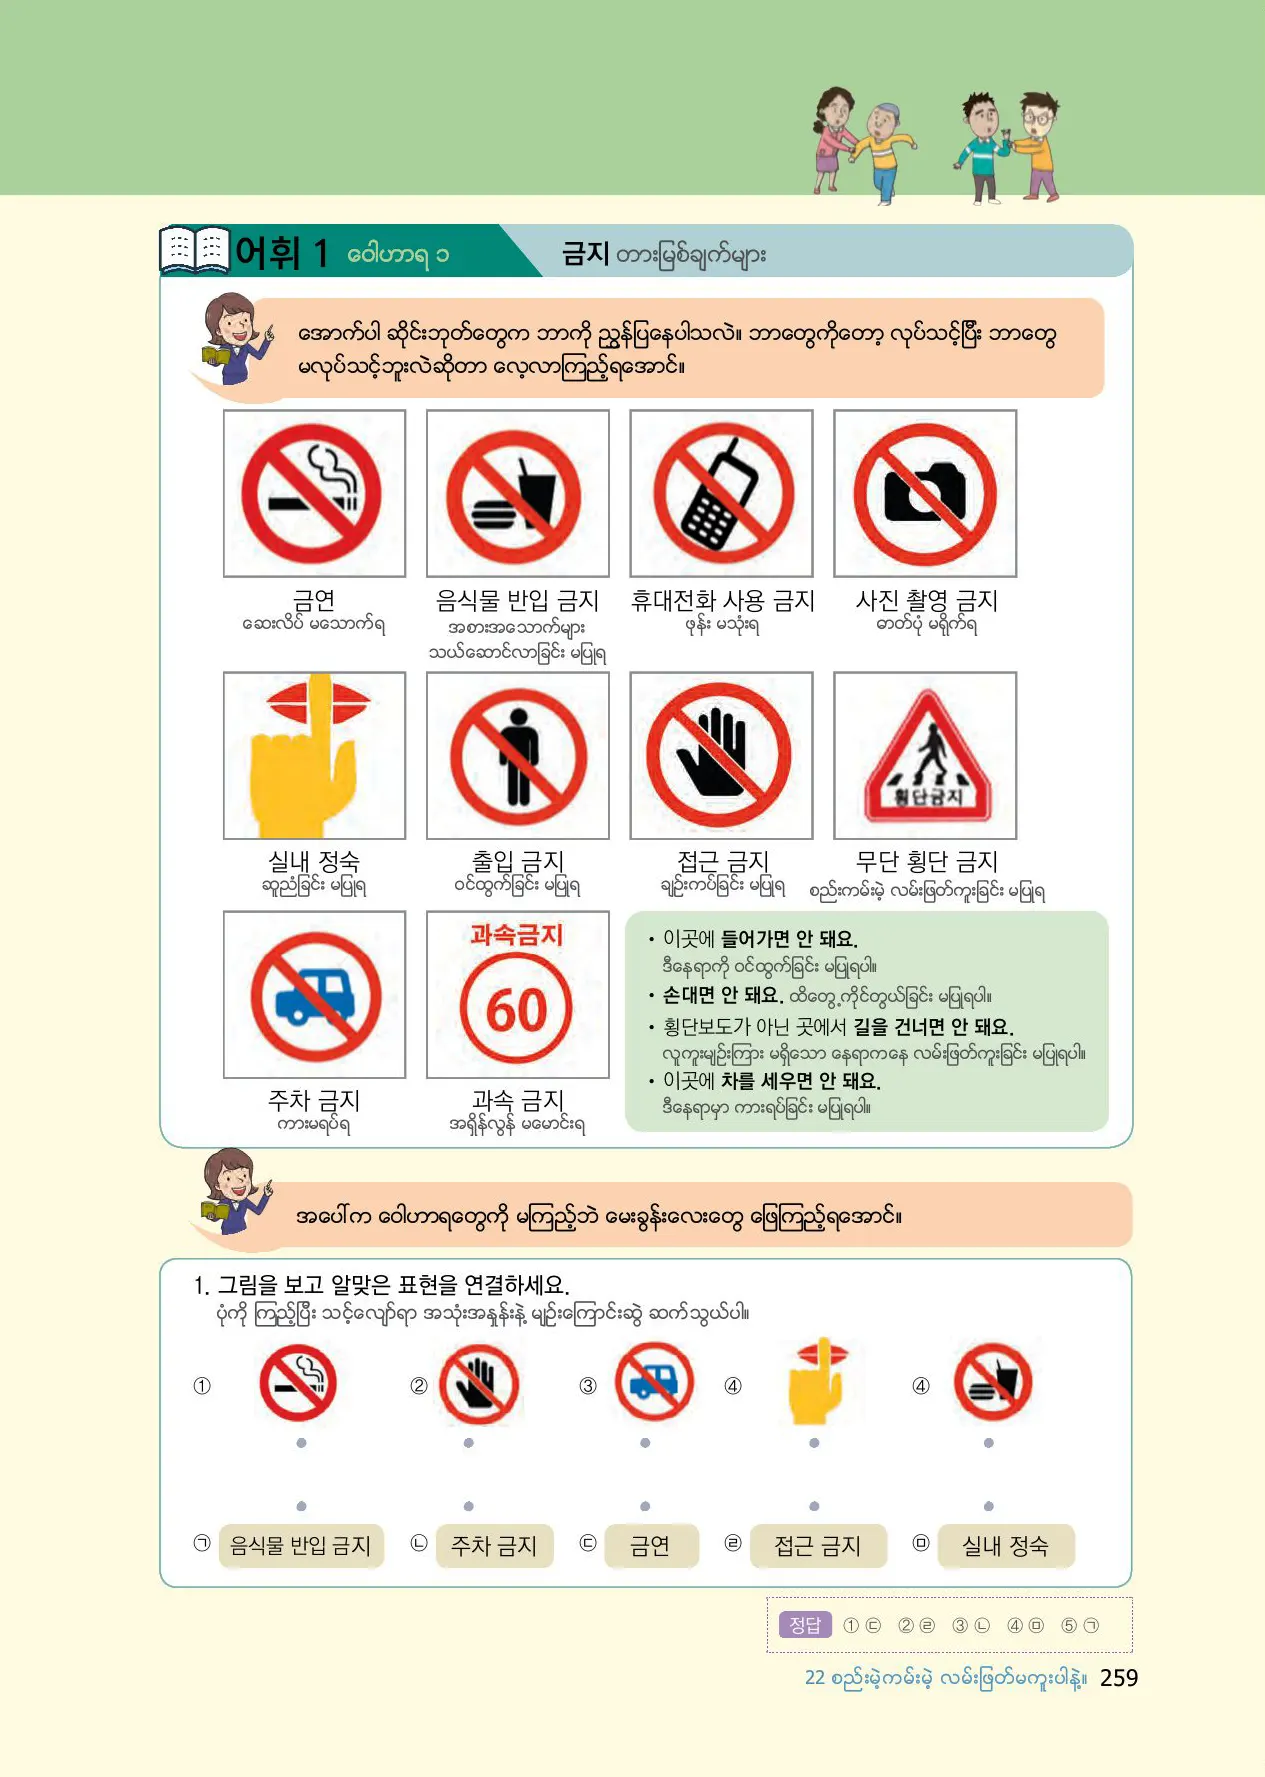 어휘 1 ဝေါဟာရ ၁ 금지 တားမြစ်ချက်များ
အောက်ပါ ဆိုင်းဘုတ်တွေက ဘာကို ညွှန်ပြနေပါသလဲ။ ဘာတွေကိုတော့ လုပ်သင့်ပြီး ဘာတွေ
မလုပ်သင့်ဘူးလဲဆိုတာ လေ့လာကြည့်ရအောင်။
금연 음식물 반입 금지 휴대전화 사용 금지 사진 촬영 금지
ဆေးလိပ် မသောက်ရ အစားအသောက်များ ဖုန်း မသုံးရ ဓာတ်ပုံ မရိုက်ရ
သယ်ဆောင်လာခြင်း မပြုရ
횡단금지
실내 정숙 출입 금지 접근 금지 무단 횡단 금지
ဆူညံခြင်း မပြုရ ဝင်ထွက်ခြင်း မပြုရ ချဉ်းကပ်ခြင်း မပြုရ စည်းကမ်းမဲ့ လမ်းဖြတ်ကူးခြင်း မပြုရ
과속금지
60
주차 금지 과속 금지
ကားမရပ်ရ အရှိန်လွန် မမောင်းရ
• 이곳에 들어가면 안 돼요.
ဒီနေရာကို ဝင်ထွက်ခြင်း မပြုရပါ။
• 손대면 안 돼요. ထိတွေ့ကိုင်တွယ်ခြင်း မပြုရပါ။
• 횡단보도가 아닌 곳에서 길을 건너면 안 돼요.
လူကူးမျဉ်းကြား မရှိသော နေရာကနေ လမ်းဖြတ်ကူးခြင်း မပြုရပါ။
• 이곳에 차를 세우면 안 돼요.
ဒီနေရာမှာ ကားရပ်ခြင်း မပြုရပါ။
အပေါ်က ဝေါဟာရတွေကို မကြည့်ဘဲ မေးခွန်းလေးတွေ ဖြေကြည့်ရအောင်။
1. 그림을 보고 알맞은 표현을 연결하세요.
ပုံကို ကြည့်ပြီး သင့်လျော်ရာ အသုံးအနှုန်းနဲ့ မျဉ်းကြောင်းဆွဲ ဆက်သွယ်ပါ။
① ② ③ ④ ④
㉠ 음식물 반입 금지 ㉡ 주차 금지 ㉢ 금연 ㉣ 접근 금지 ㉤ 실내 정숙
정답 ① ㉢ ② ㉣ ③ ㉡ ④ ㉤ ⑤ ㉠
22 စည်းမဲ့ကမ်းမဲ့ လမ်းဖြတ်မကူးပါနဲ့။ 259